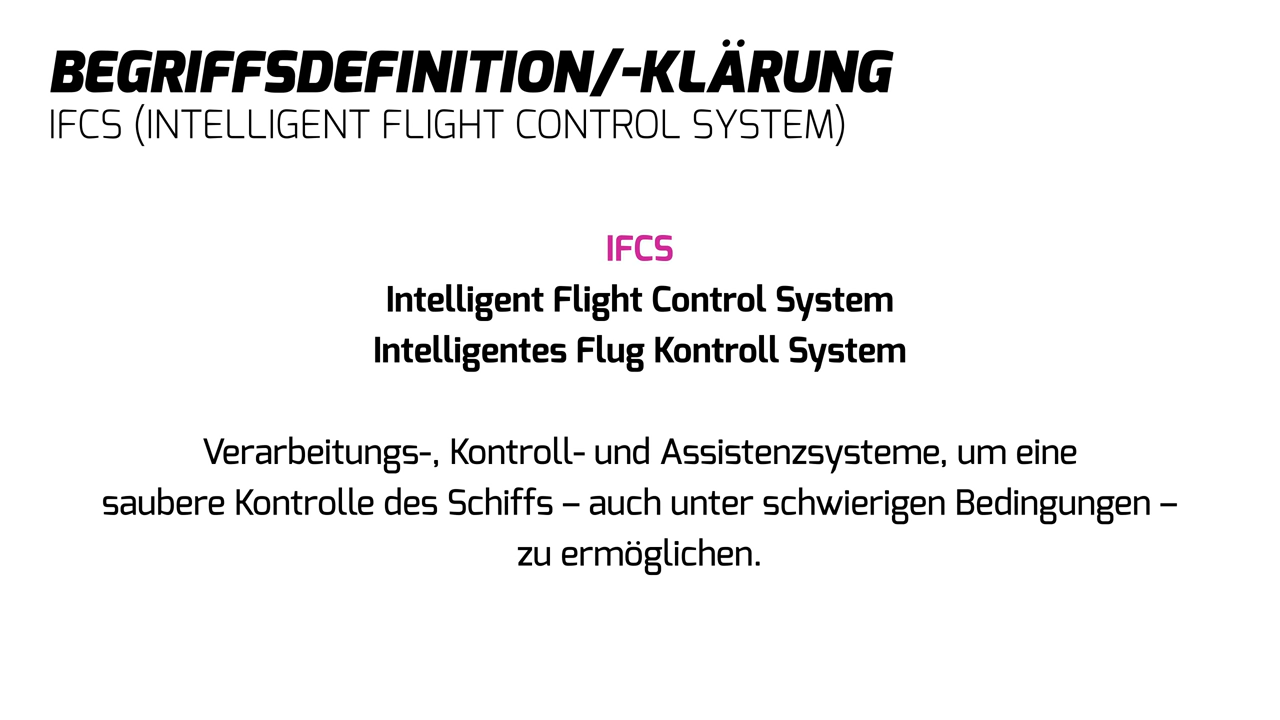 BEGRIFFSDEFINITION/-KLÄRUNG
IFCS (INTELLIGENT FLIGHT CONTROL SYSTEM)
IFCS
Intelligent Flight Control System
Intelligentes Flug Kontroll System
Verarbeitungs-, Kontroll- und Assistenzsysteme, um eine
saubere Kontrolle des Schiffs – auch unter schwierigen Bedingungen –
zu ermöglichen.